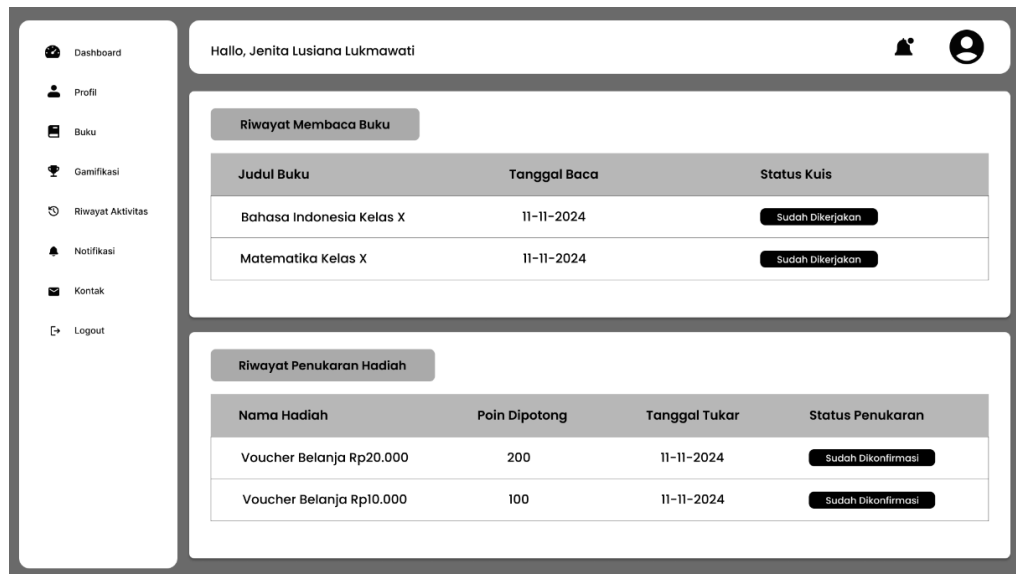 Dashboard
Profil
Buku
Gamifikasi
Riwayat Aktivitas
Notifikasi
Kontak
Logout
Hallo, Jenita Lusiana Lukmawati
Riwayat Membaca Buku
Judul Buku Tanggal Baca Status Kuis
Bahasa Indonesia Kelas X 11-11-2024 Sudah Dikerjakan
Matematika Kelas X 11-11-2024 Sudah Dikerjakan
Riwayat Penukaran Hadiah
Nama Hadiah Poin Dipotong Tanggal Tukar Status Penukaran
Voucher Belanja Rp20.000 200 11-11-2024 Sudah Dikonfirmasi
Voucher Belanja Rp10.000 100 11-11-2024 Sudah Dikonfirmasi